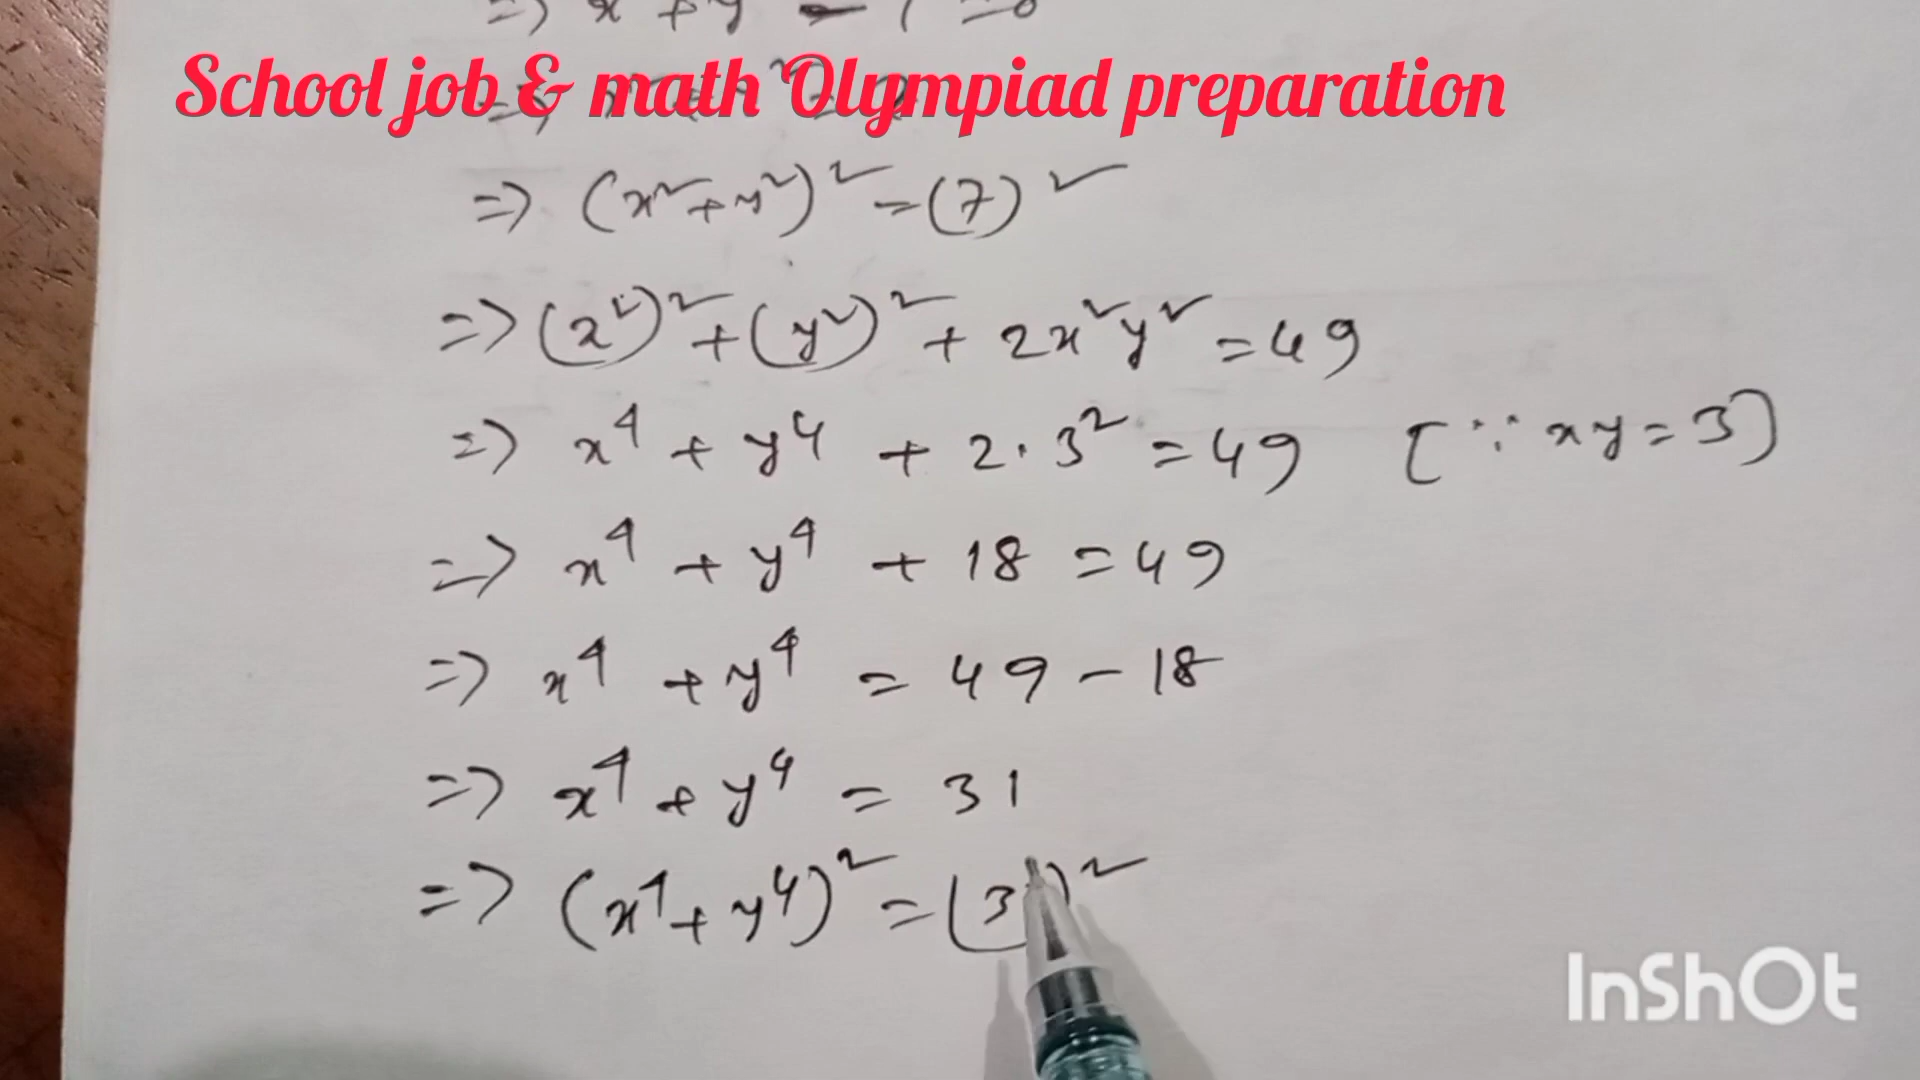 School job & math Olympiad preparation
=> (x²+y²)² = (7)²
=> (x²)² + (y²)² + 2x²y² = 49
=> x⁴ + y⁴ + 2·3² = 49 [∵ xy = 3]
=> x⁴ + y⁴ + 18 = 49
=> x⁴ + y⁴ = 49 - 18
=> x⁴ + y⁴ = 31
=> (x⁴ + y⁴)² = (3
InShOt